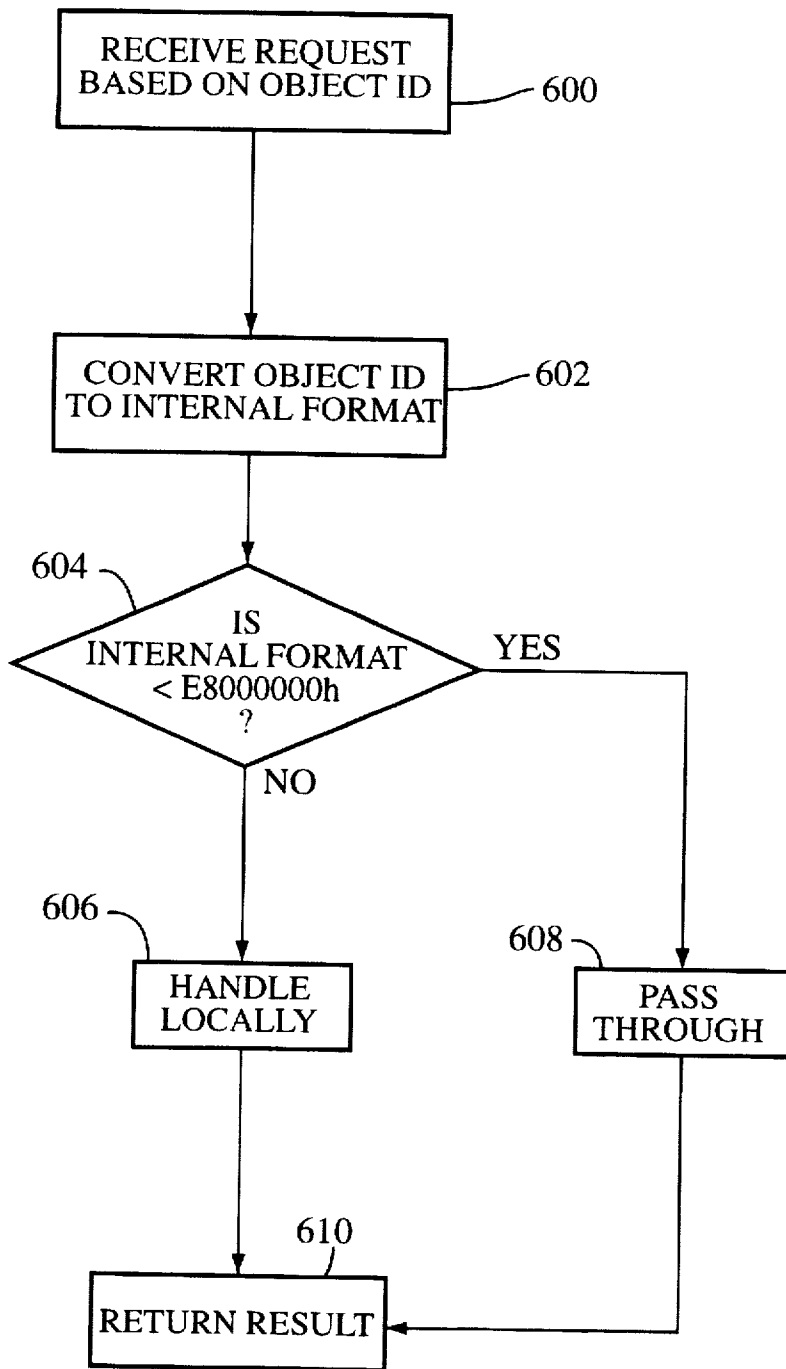 RECEIVE REQUEST
BASED ON OBJECT ID
600
CONVERT OBJECT ID
TO INTERNAL FORMAT
602
604
IS
INTERNAL FORMAT
< E8000000h
?
YES
NO
606
HANDLE
LOCALLY
608
PASS
THROUGH
610
RETURN RESULT